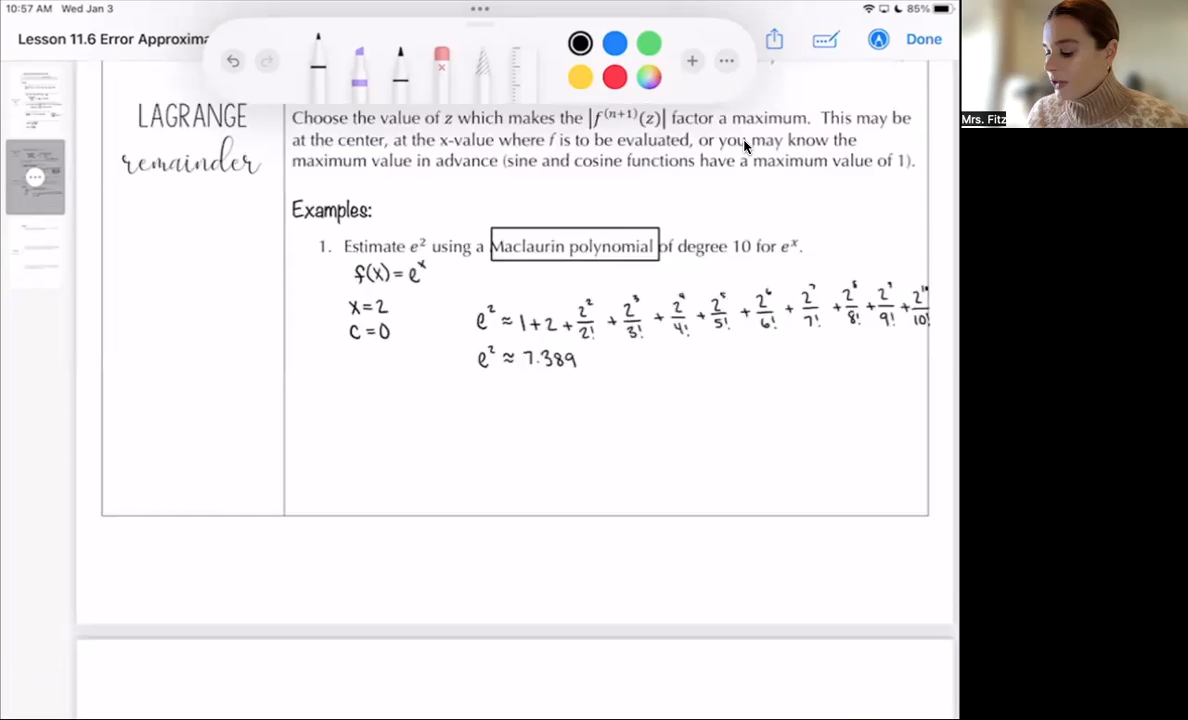 10:57 AM Wed Jan 3
85%
Lesson 11.6 Error Approxima
Done
Mrs. Fitz
LAGRANGE
remainder
Choose the value of z which makes the |f⁽ⁿ⁺¹⁾(z)| factor a maximum. This may be
at the center, at the x-value where f is to be evaluated, or you may know the
maximum value in advance (sine and cosine functions have a maximum value of 1).
Examples:
1. Estimate e² using a Maclaurin polynomial of degree 10 for eˣ.
f(x) = eˣ
x = 2
c = 0
e² ≈ 1 + 2 + 2²/2! + 2³/3! + 2⁴/4! + 2⁵/5! + 2⁶/6! + 2⁷/7! + 2⁸/8! + 2⁹/9! + 2¹⁰/10!
e² ≈ 7.389